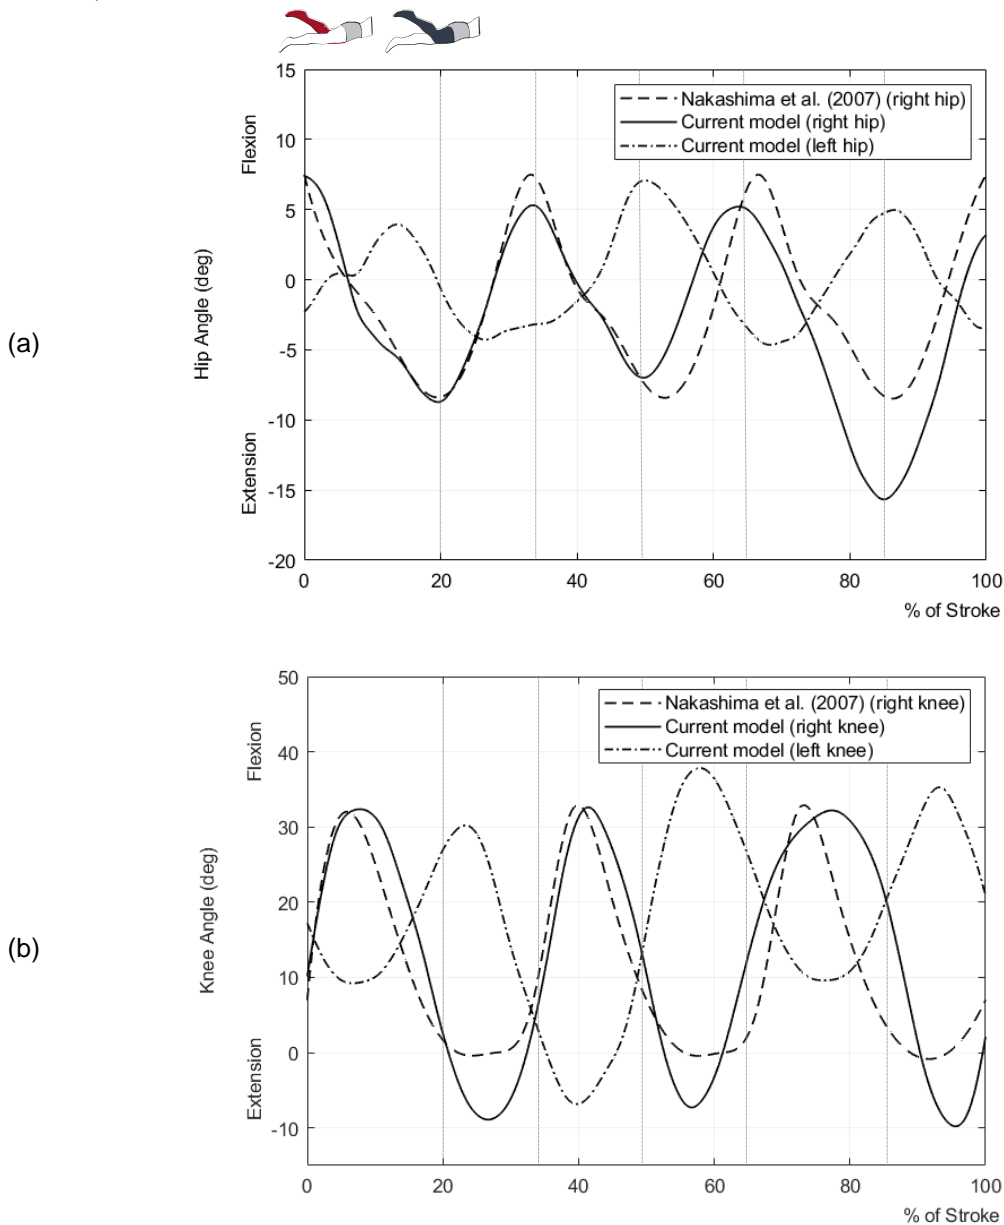 15
10
5
0
-5
-10
-15
-20
Flexion
Hip Angle (deg)
Extension
Nakashima et al. (2007) (right hip)
Current model (right hip)
Current model (left hip)
(a)
0 20 40 60 80 100
% of Stroke
50
40
30
20
10
0
-10
Flexion
Knee Angle (deg)
Extension
Nakashima et al. (2007) (right knee)
Current model (right knee)
Current model (left knee)
(b)
0 20 40 60 80 100
% of Stroke